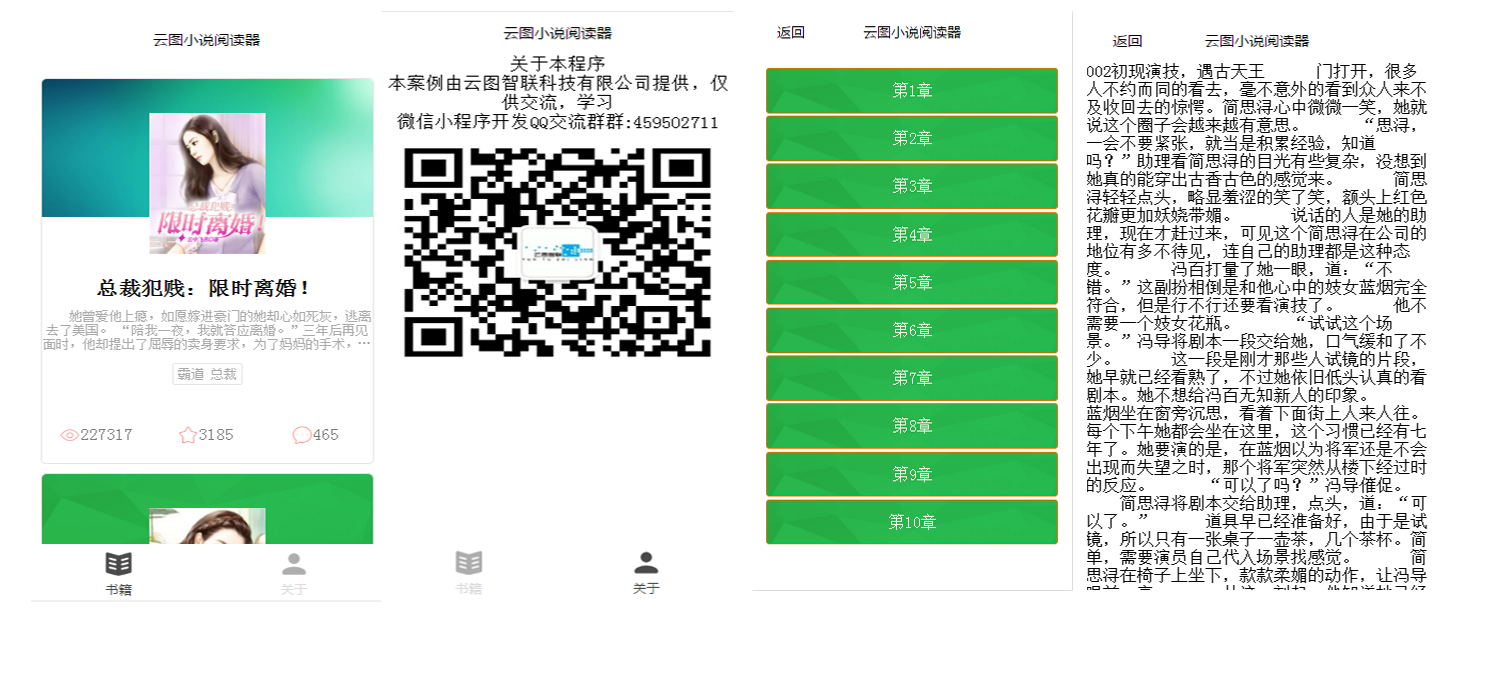 云图小说阅读器
总裁犯贱:
限时离婚!
总裁犯贱：限时离婚！
她曾爱他上瘾，如愿嫁进豪门的她却心如死灰，逃离
去了美国。 “陪我一夜，我就答应离婚。”三年后再见
面时，他却提出了屈辱的卖身要求，为了妈妈的手术，…
霸道 总裁
227317
3185
465
书籍
关于
云图小说阅读器
关于本程序
本案例由云图智联科技有限公司提供，仅
供交流，学习
微信小程序开发QQ交流群群:459502711
云图智联
书籍
关于
返回
云图小说阅读器
第1章
第2章
第3章
第4章
第5章
第6章
第7章
第8章
第9章
第10章
返回
云图小说阅读器
002初现演技，遇古天王 门打开，很多
人不约而同的看去，毫不意外的看到众人来不
及收回去的惊愕。简思浔心中微微一笑，她就
说这个圈子会越来越有意思。 “思浔，
一会不要紧张，就当是积累经验，知道
吗？”助理看简思浔的目光有些复杂，没想到
她真的能穿出古香古色的感觉来。 简思
浔轻轻点头，略显羞涩的笑了笑，额头上红色
花瓣更加妖娆带媚。 说话的人是她的助
理，现在才赶过来，可见这个简思浔在公司的
地位有多不待见，连自己的助理都是这种态
度。 冯百打量了她一眼，道：“不
错。”这副扮相倒是和他心中的妓女蓝烟完全
符合，但是行不行还要看演技了。 他不
需要一个妓女花瓶。 “试试这个场
景。”冯导将剧本一段交给她，口气缓和了不
少。 这一段是刚才那些人试镜的片段，
她早就已经看熟了，不过她依旧低头认真的看
剧本。她不想给冯百无知新人的印象。
蓝烟坐在窗旁沉思，看着下面街上人来人往。
每个下午她都会坐在这里，这个习惯已经有七
年了。她要演的是，在蓝烟以为将军还是不会
出现而失望之时，那个将军突然从楼下经过时
的反应。 “可以了吗？”冯导催促。
简思浔将剧本交给助理，点头，道：“可
以了。” 道具早已经准备好，由于是试
镜，所以只有一张桌子一壶茶，几个茶杯。简
单，需要演员自己代入场景找感觉。 简
思浔在椅子上坐下，款款柔媚的动作，让冯导